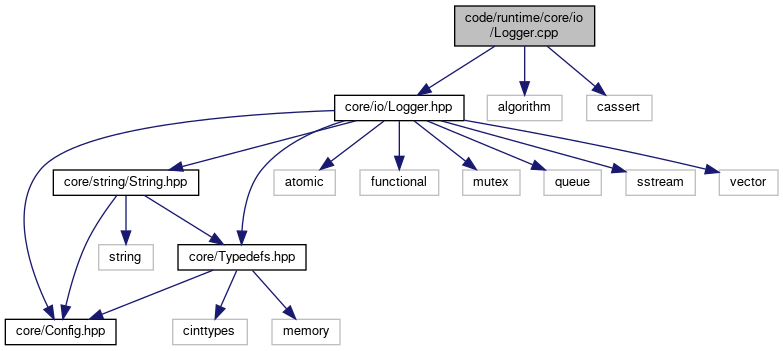 code/runtime/core/io
/Logger.cpp
core/io/Logger.hpp
algorithm
cassert
core/string/String.hpp
atomic
functional
mutex
queue
sstream
vector
string
core/Typedefs.hpp
core/Config.hpp
cinttypes
memory